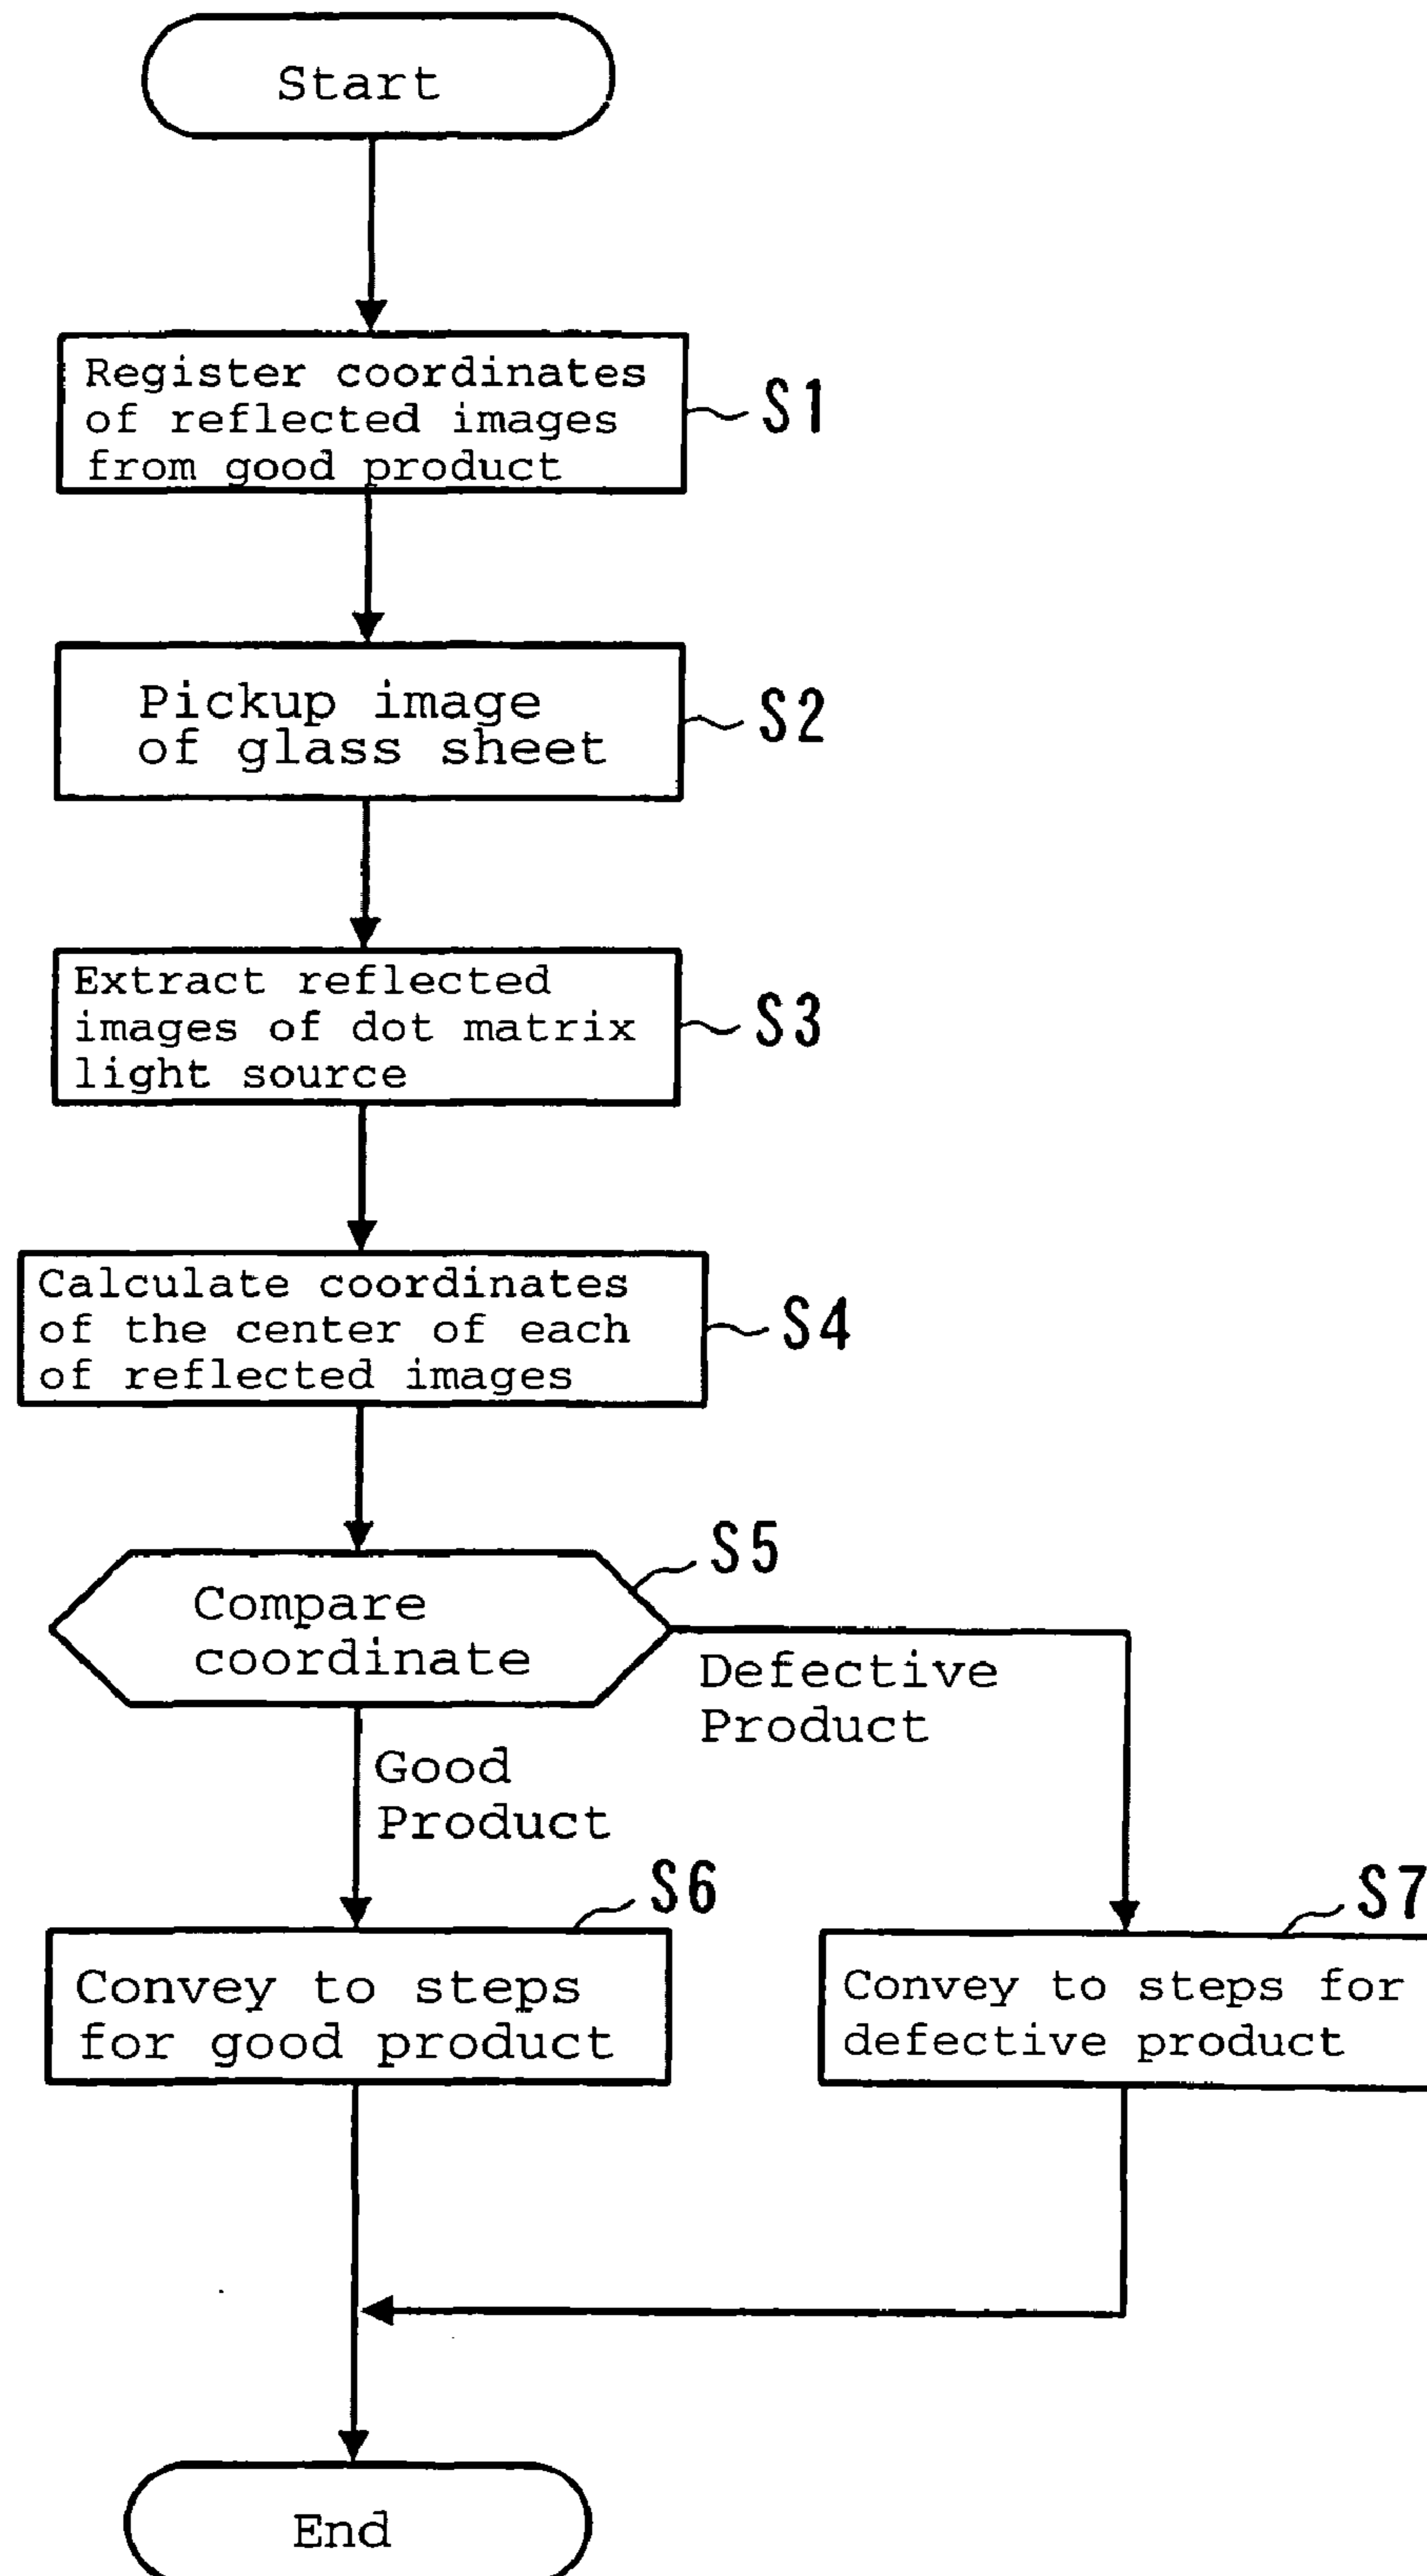 Start
Register coordinates
of reflected images
from good product
S1
Pickup image
of glass sheet
S2
Extract reflected
images of dot matrix
light source
S3
Calculate coordinates
of the center of each
of reflected images
S4
Compare
coordinate
S5
Defective
Product
Good
Product
S6
Convey to steps
for good product
S7
Convey to steps for
defective product
End